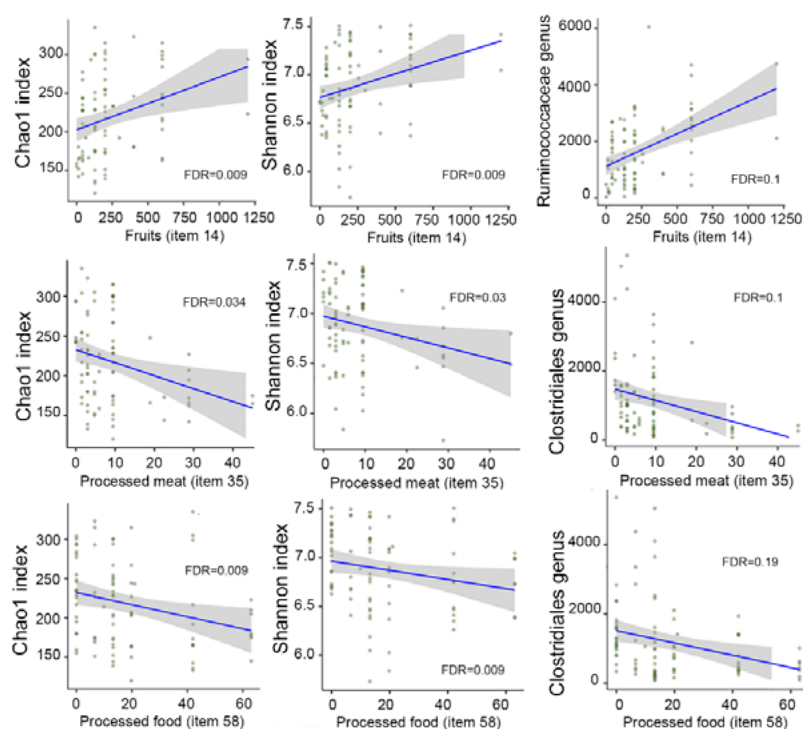 Chao1 index
300
250
200
150
FDR=0.009
0 250 500 750 1000 1250
Fruits (item 14)
Shannon index
7.5
7.0
6.5
6.0
FDR=0.009
0 250 500 750 1000 1250
Fruits (item 14)
Ruminococcaoeae genus
6000
4000
2000
0
FDR=0.1
0 250 500 750 1000 1250
Fruits (item 14)
Chao1 index
300
250
200
150
FDR=0.034
0 10 20 30 40
Processed meat (item 35)
Shannon index
7.5
7.0
6.5
6.0
FDR=0.03
0 10 20 30 40
Processed meat (item 35)
Clostridiales genus
4000
2000
0
FDR=0.1
0 10 20 30 40
Processed meat (item 35)
Chao1 index
300
250
200
150
FDR=0.009
0 20 40 60
Processed food (item 58)
Shannon index
7.5
7.0
6.5
6.0
FDR=0.009
0 10 20 30 40 50 60
Processed food (item 58)
Clostridiales genus
4000
2000
0
FDR=0.19
0 20 40 60
Processed food (item 58)